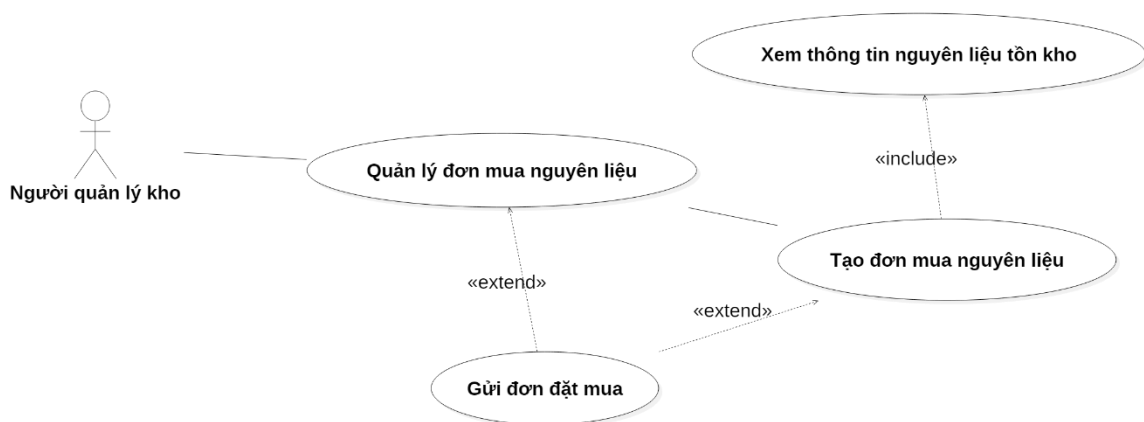 Xem thông tin nguyên liệu tồn kho
«include»
Quản lý đơn mua nguyên liệu
Người quản lý kho
Tạo đơn mua nguyên liệu
«extend»
«extend»
Gửi đơn đặt mua